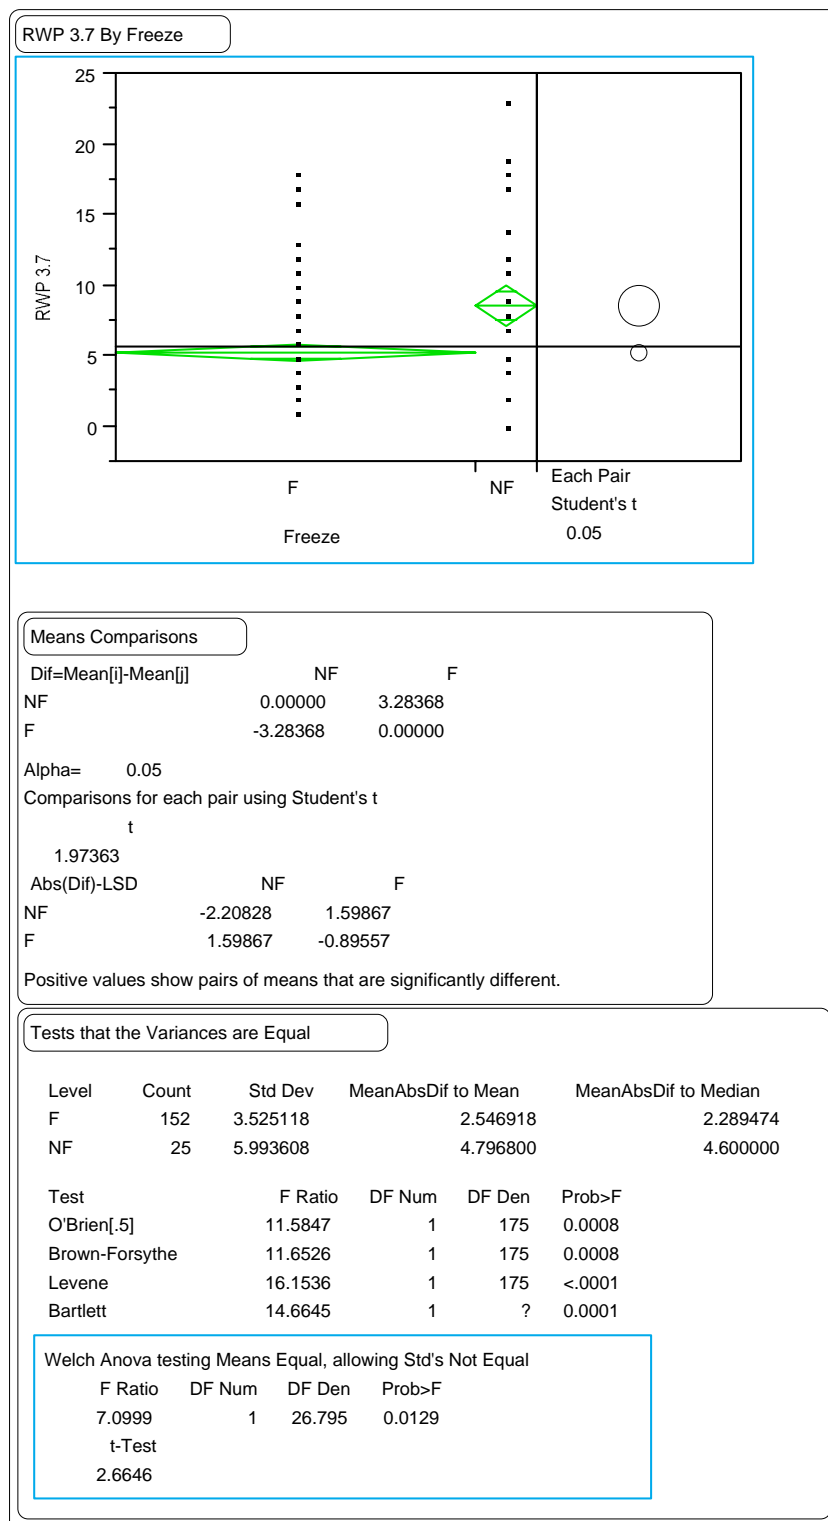 RWP 3.7 By Freeze
25
20
15
10
5
0
RWP 3.7
F NF
Freeze
Each Pair
Student's t
0.05
Means Comparisons
Dif=Mean[i]-Mean[j] NF F
NF 0.00000 3.28368
F -3.28368 0.00000
Alpha= 0.05
Comparisons for each pair using Student's t
t
1.97363
Abs(Dif)-LSD NF F
NF -2.20828 1.59867
F 1.59867 -0.89557
Positive values show pairs of means that are significantly different.
Tests that the Variances are Equal
Level Count Std Dev MeanAbsDif to Mean MeanAbsDif to Median
F 152 3.525118 2.546918 2.289474
NF 25 5.993608 4.796800 4.600000
Test F Ratio DF Num DF Den Prob>F
O'Brien[.5] 11.5847 1 175 0.0008
Brown-Forsythe 11.6526 1 175 0.0008
Levene 16.1536 1 175 <.0001
Bartlett 14.6645 1 ? 0.0001
Welch Anova testing Means Equal, allowing Std's Not Equal
F Ratio DF Num DF Den Prob>F
7.0999 1 26.795 0.0129
t-Test
2.6646